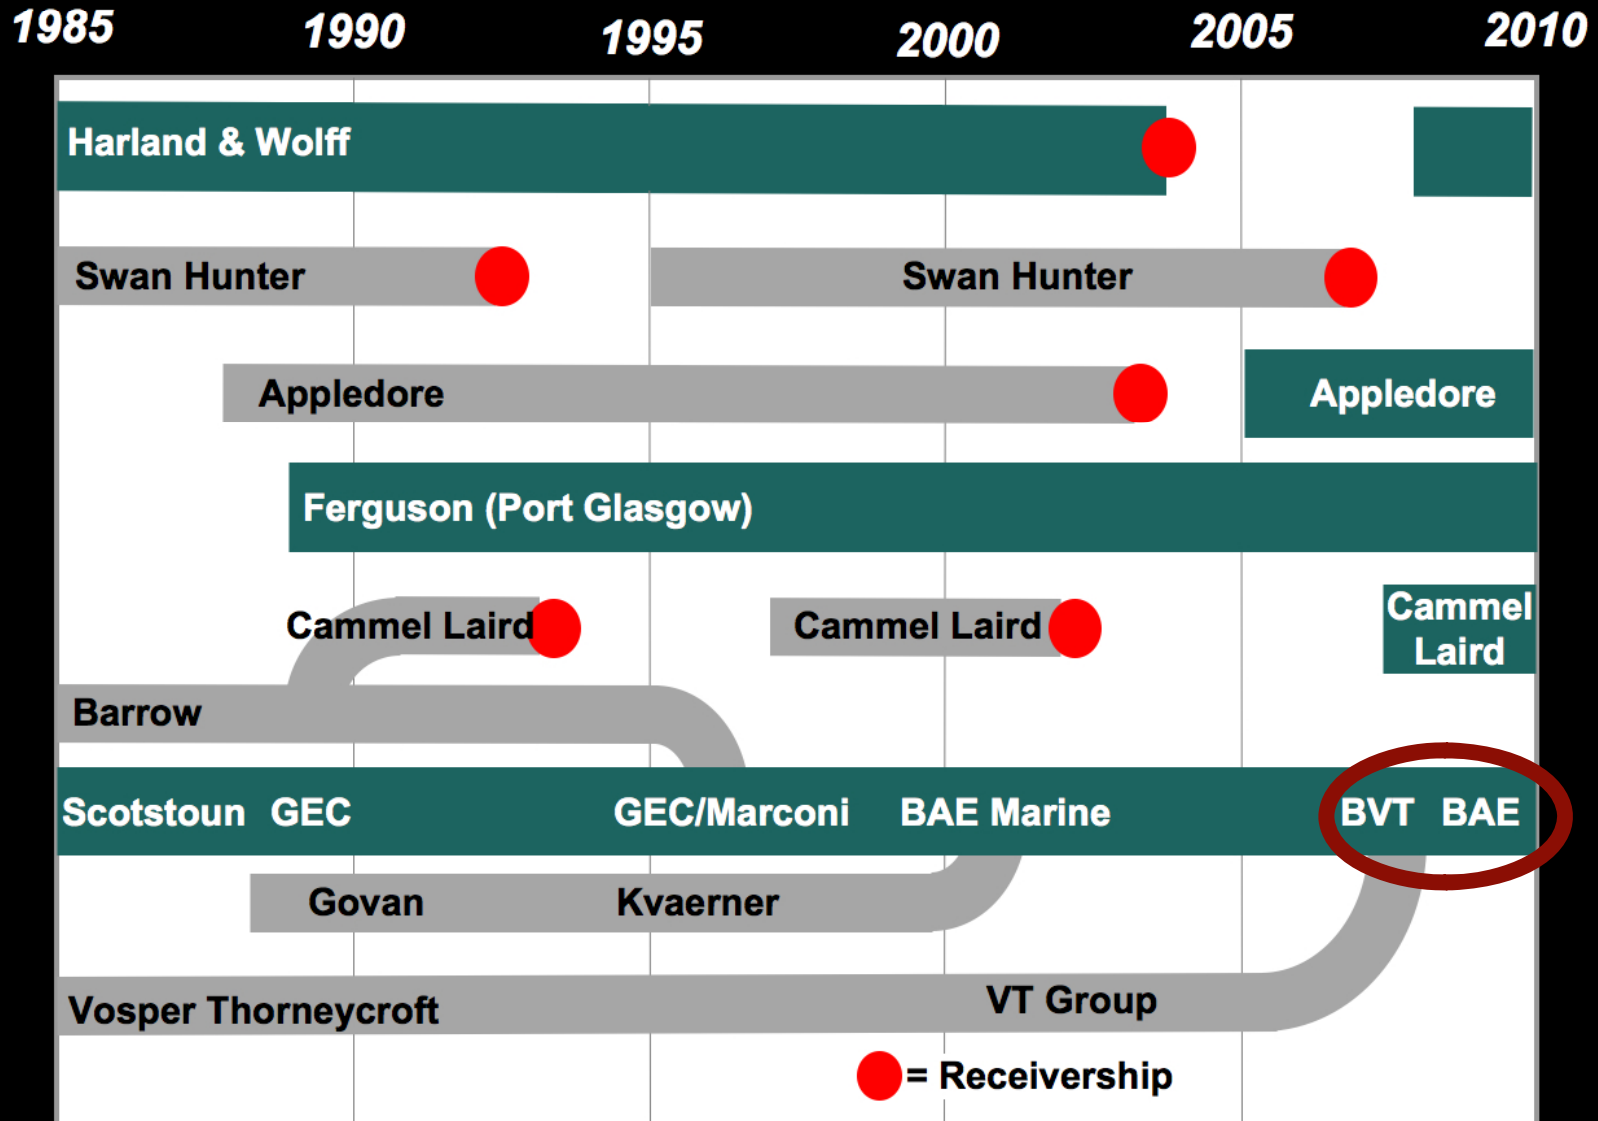 1985 1990 1995 2000 2005 2010
Harland & Wolff
Swan Hunter Swan Hunter
Appledore Appledore
Ferguson (Port Glasgow)
Cammel Laird Cammel Laird Cammel
Laird
Barrow
Scotstoun GEC GEC/Marconi BAE Marine BVT BAE
Govan Kvaerner
Vosper Thorneycroft VT Group
= Receivership